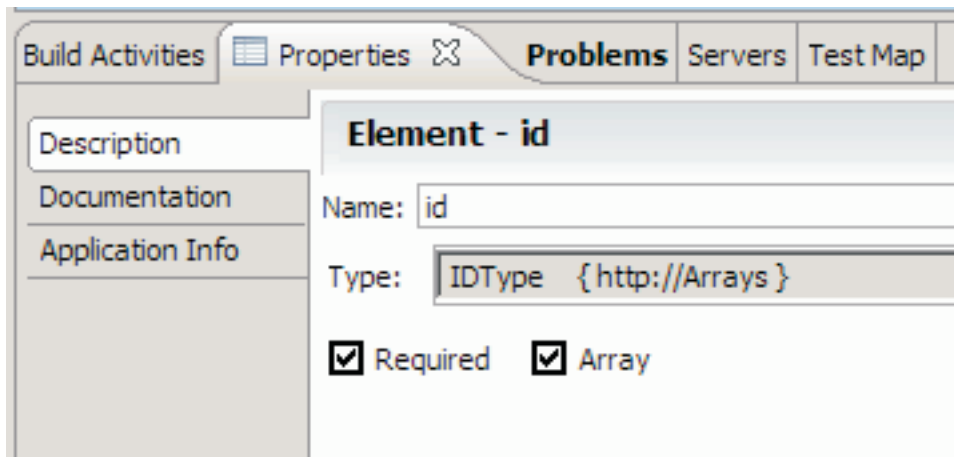 Build Activities Properties Problems Servers Test Map
Description
Documentation
Application Info
Element - id
Name: id
Type: IDType { http://Arrays }
Required Array